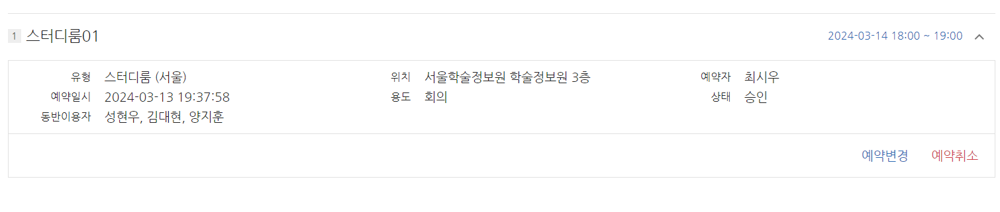 1 스터디룸01 2024-03-14 18:00 ~ 19:00
유형 스터디룸 (서울) 위치 서울학술정보원 학술정보원 3층 예약자 최시우
예약일시 2024-03-13 19:37:58 용도 회의 상태 승인
동반이용자 성현우, 김대현, 양지훈
예약변경 예약취소